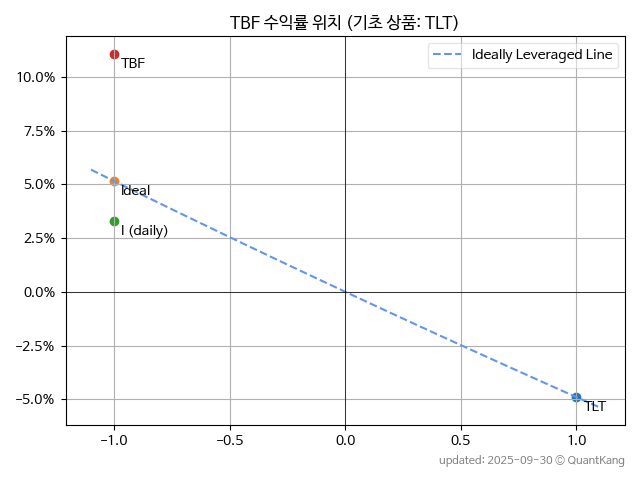 TBF 수익률 위치 (기초 상품: TLT)
Ideally Leveraged Line
10.0%
7.5%
5.0%
2.5%
0.0%
−2.5%
−5.0%
TBF
Ideal
I (daily)
TLT
−1.0
−0.5
0.0
0.5
1.0
updated: 2025-09-30 © QuantKang